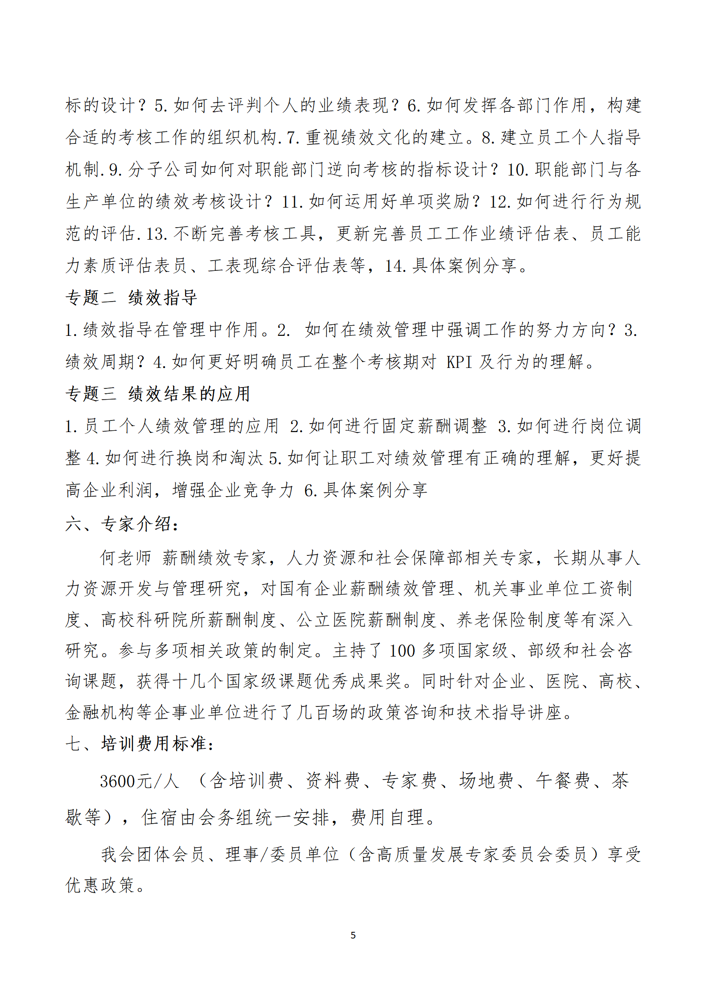 标的设计？5.如何去评判个人的业绩表现？6.如何发挥各部门作用，构建
合适的考核工作的组织机构.7.重视绩效文化的建立。8.建立员工个人指导
机制.9.分子公司如何对职能部门逆向考核的指标设计？10.职能部门与各
生产单位的绩效考核设计？11.如何运用好单项奖励？12.如何进行行为规
范的评估.13.不断完善考核工具，更新完善员工工作业绩评估表、员工能
力素质评估表员、工表现综合评估表等，14.具体案例分享。
专题二 绩效指导
1.绩效指导在管理中作用。2. 如何在绩效管理中强调工作的努力方向？3.
绩效周期？4.如何更好明确员工在整个考核期对 KPI 及行为的理解。
专题三 绩效结果的应用
1.员工个人绩效管理的应用 2.如何进行固定薪酬调整 3.如何进行岗位调
整 4.如何进行换岗和淘汰 5.如何让职工对绩效管理有正确的理解，更好提
高企业利润，增强企业竞争力 6.具体案例分享
六、专家介绍：
何老师 薪酬绩效专家，人力资源和社会保障部相关专家，长期从事人
力资源开发与管理研究，对国有企业薪酬绩效管理、机关事业单位工资制
度、高校科研院所薪酬制度、公立医院薪酬制度、养老保险制度等有深入
研究。参与多项相关政策的制定。主持了 100 多项国家级、部级和社会咨
询课题，获得十几个国家级课题优秀成果奖。同时针对企业、医院、高校、
金融机构等企事业单位进行了几百场的政策咨询和技术指导讲座。
七、培训费用标准：
3600元/人 （含培训费、资料费、专家费、场地费、午餐费、茶
歇等），住宿由会务组统一安排，费用自理。
我会团体会员、理事/委员单位（含高质量发展专家委员会委员）享受
优惠政策。
5